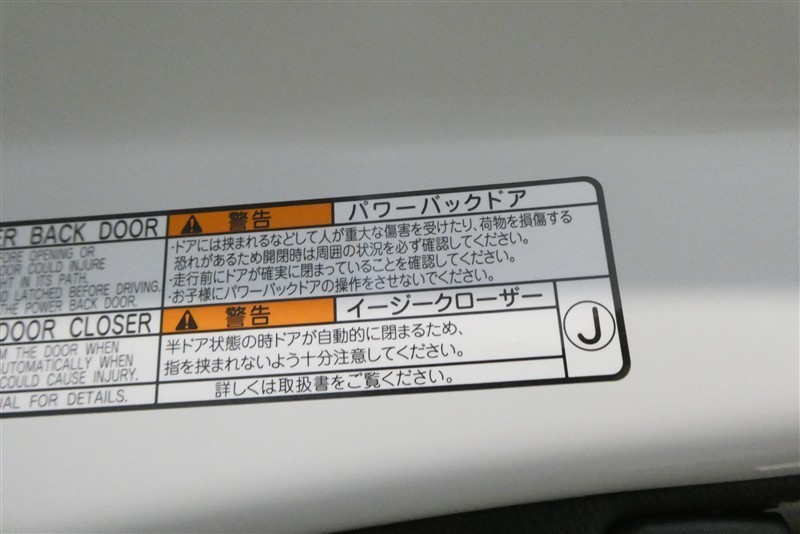 ER BACK DOOR
BEFORE OPENING OR
DOOR COULD INJURE
IN ITS PATH
LATCHED BEFORE DRIVING.
THE POWER BACK DOOR.
DOOR CLOSER
THE DOOR WHEN
AUTOMATICALLY WHEN
COULD CAUSE INJURY.
FOR DETAILS.
警告 パワーバックドア
・ドアには挟まれるなどして人が重大な傷害を受けたり、荷物を損傷する
恐れがあるため開閉時は周囲の状況を必ず確認してください。
・走行前にドアが確実に閉まっていることを確認してください。
・お子様にパワーバックドアの操作をさせないでください。
警告 イージークローザー
半ドア状態の時ドアが自動的に閉まるため、
指を挟まれないよう十分注意してください。
詳しくは取扱書をご覧ください。
J